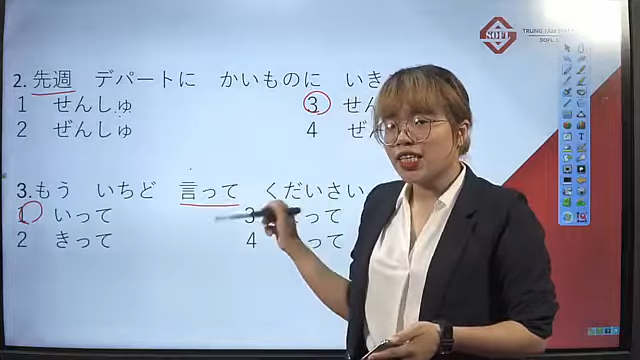 SOFL
TRUNG TÂM
SOFL
2. 先週 デパートに かいものに いき
1 せんしゅ
3 せん
2 ぜんしゅ
4 ぜん
3. もう いちど 言って くだいさい
1 いって
3 って
2 きって
4 って